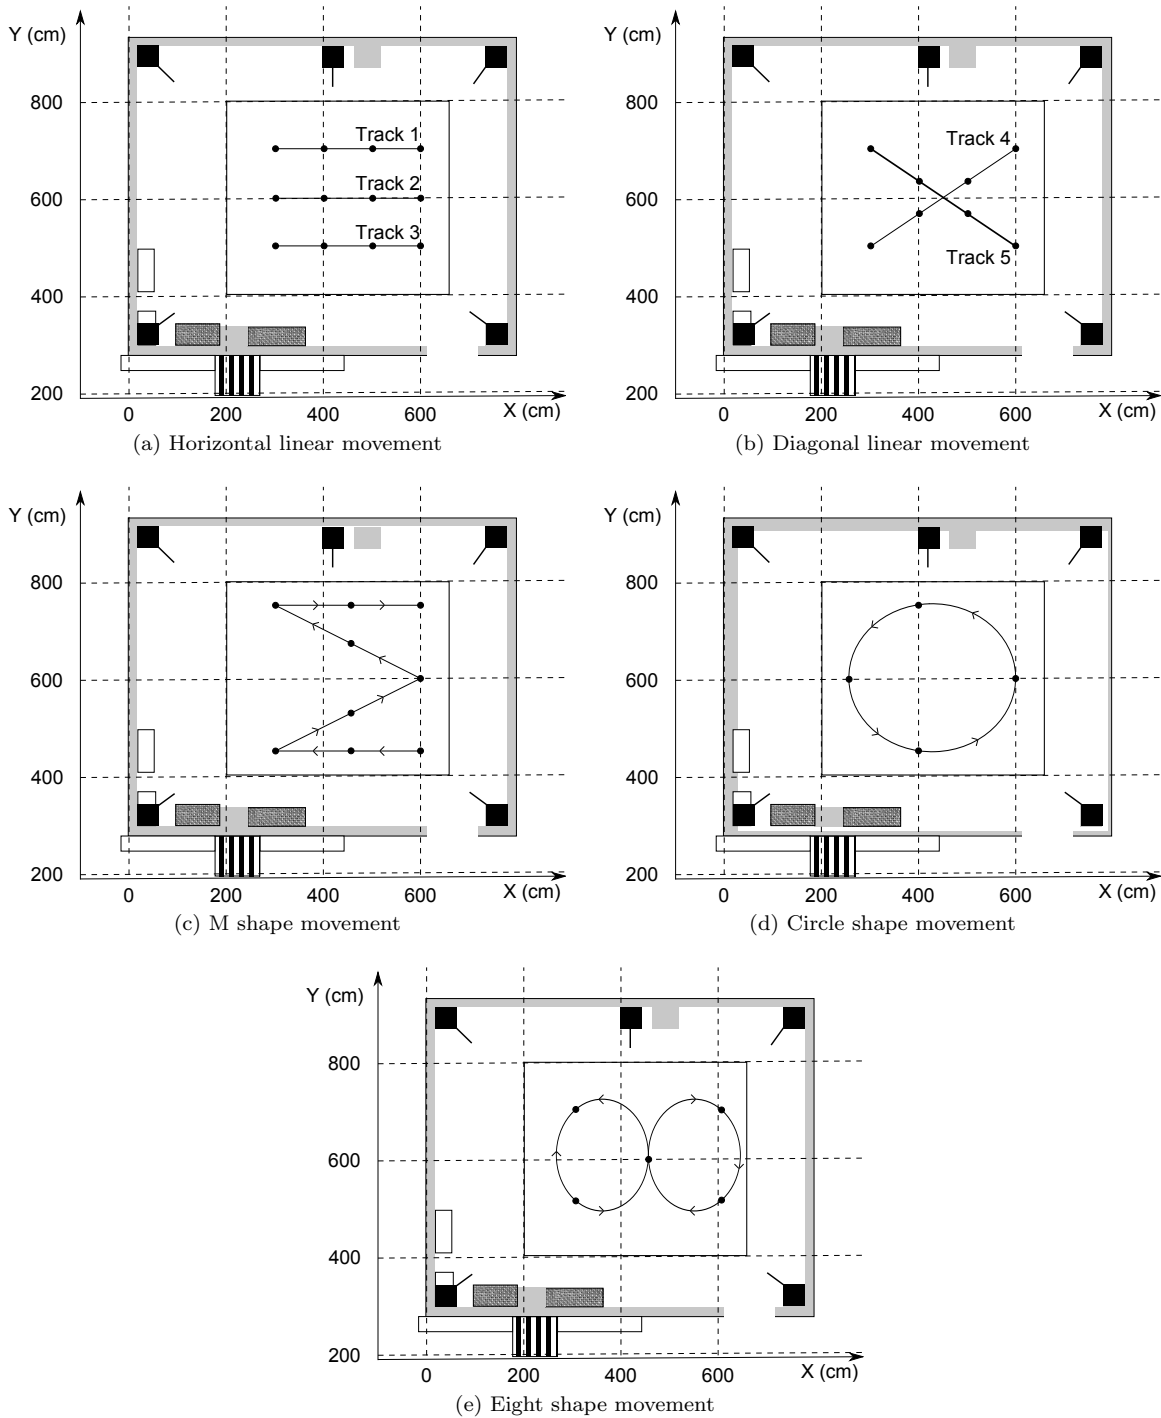 Y (cm)
800
600
400
200
0 200 400 600
X (cm)
Track 1
Track 2
Track 3
(a) Horizontal linear movement
Y (cm)
800
600
400
200
0 200 400 600
X (cm)
Track 4
Track 5
(b) Diagonal linear movement
Y (cm)
800
600
400
200
0 200 400 600
X (cm)
(c) M shape movement
Y (cm)
800
600
400
200
0 200 400 600
X (cm)
(d) Circle shape movement
Y (cm)
800
600
400
200
0 200 400 600
X (cm)
(e) Eight shape movement